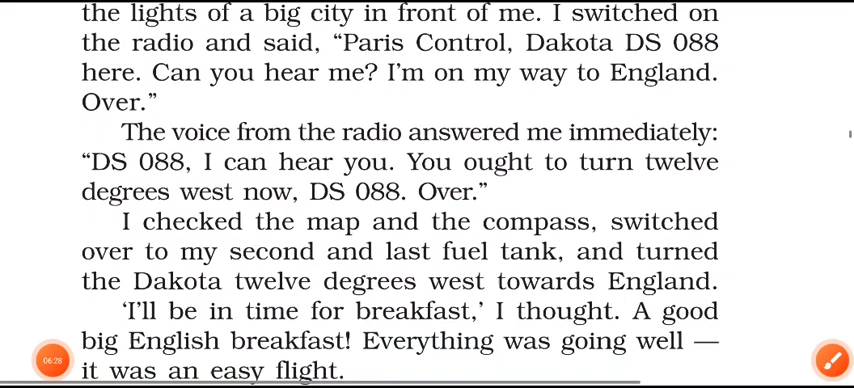 the lights of a big city in front of me. I switched on
the radio and said, “Paris Control, Dakota DS 088
here. Can you hear me? I’m on my way to England.
Over.”
The voice from the radio answered me immediately:
“DS 088, I can hear you. You ought to turn twelve
degrees west now, DS 088. Over.”
I checked the map and the compass, switched
over to my second and last fuel tank, and turned
the Dakota twelve degrees west towards England.
‘I’ll be in time for breakfast,’ I thought. A good
big English breakfast! Everything was going well —
it was an easy flight.
06:28